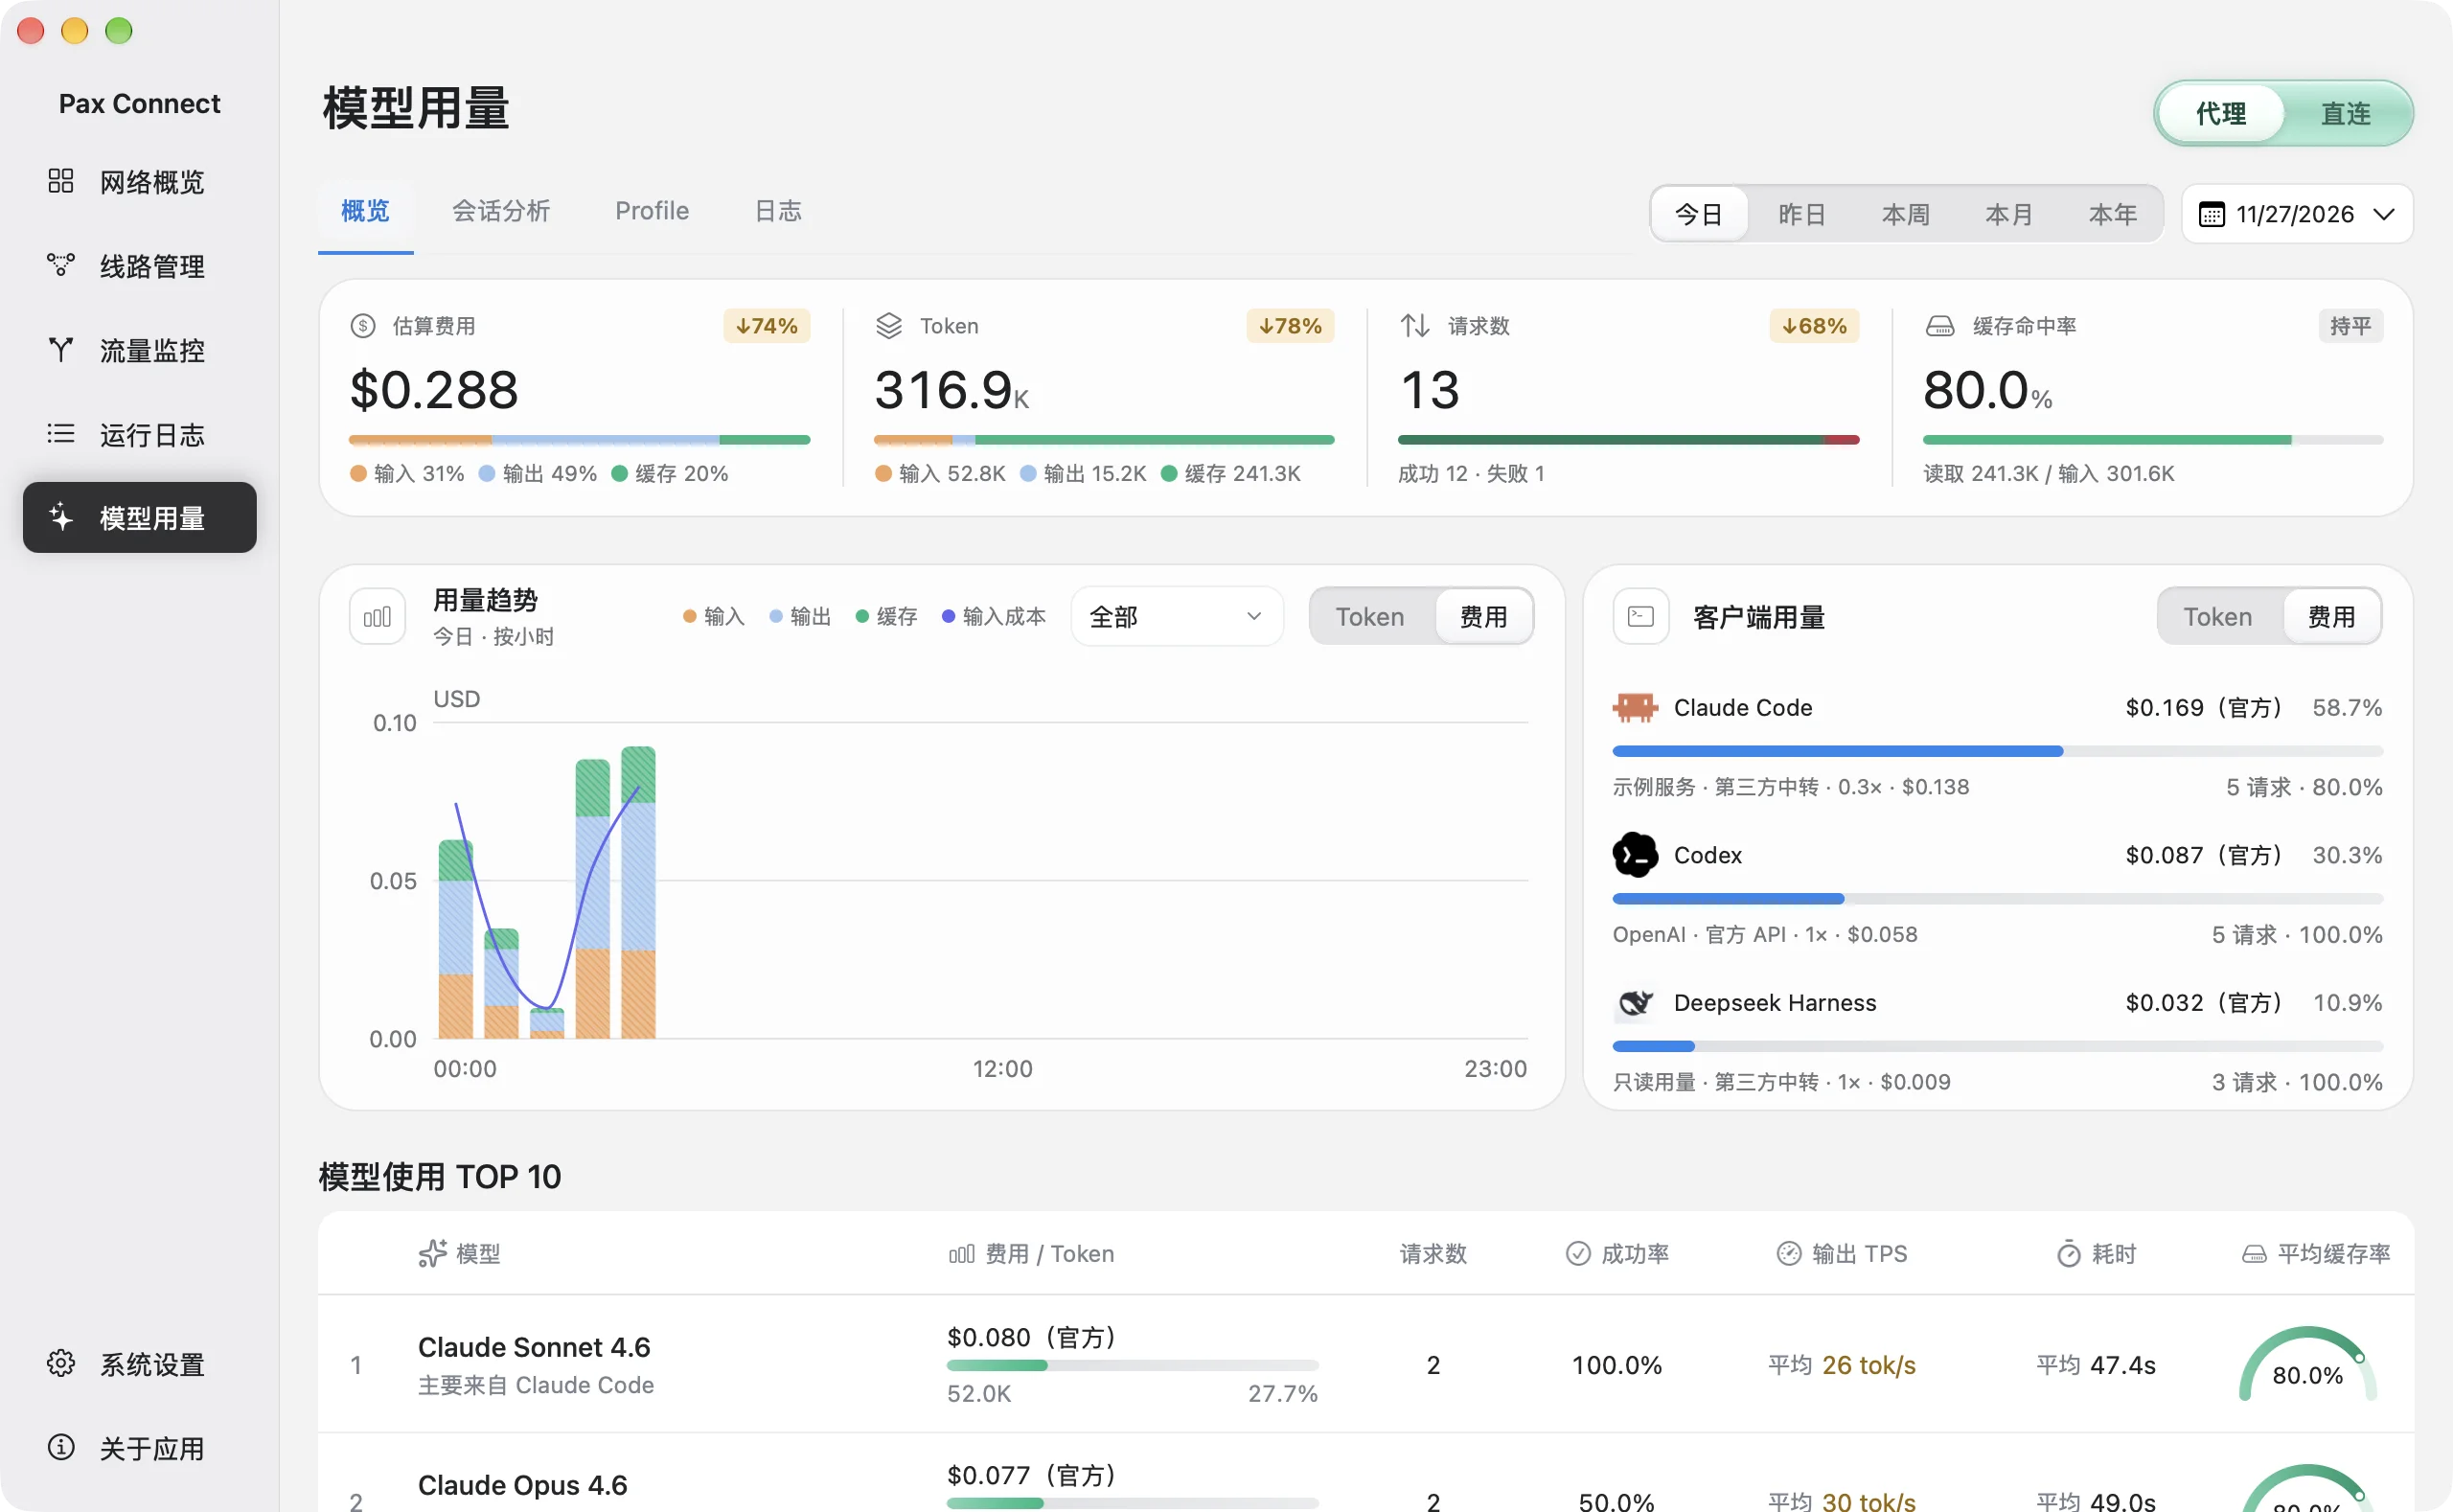 Pax Connect
网络概览
线路管理
流量监控
运行日志
模型用量
系统设置
关于应用
模型用量
代理 直连
概览 会话分析 Profile 日志
今日 昨日 本周 本月 本年 11/27/2026
估算费用 ↓74%
$0.288
输入 31% 输出 49% 缓存 20%
Token ↓78%
316.9K
输入 52.8K 输出 15.2K 缓存 241.3K
请求数 ↓68%
13
成功 12 · 失败 1
缓存命中率 持平
80.0%
读取 241.3K / 输入 301.6K
用量趋势
今日 · 按小时
输入 输出 缓存 输入成本 全部 Token 费用
USD
0.10
0.05
0.00
00:00 12:00 23:00
客户端用量 Token 费用
Claude Code $0.169（官方） 58.7%
示例服务 · 第三方中转 · 0.3× · $0.138 5 请求 · 80.0%
Codex $0.087（官方） 30.3%
OpenAI · 官方 API · 1× · $0.058 5 请求 · 100.0%
Deepseek Harness $0.032（官方） 10.9%
只读用量 · 第三方中转 · 1× · $0.009 3 请求 · 100.0%
模型使用 TOP 10
模型 费用 / Token 请求数 成功率 输出 TPS 耗时 平均缓存率
1 Claude Sonnet 4.6 $0.080（官方） 2 100.0% 平均 26 tok/s 平均 47.4s 80.0%
主要来自 Claude Code 52.0K 27.7%
2 Claude Opus 4.6 $0.077（官方） 2 50.0% 平均 30 tok/s 平均 49.0s 80.0%